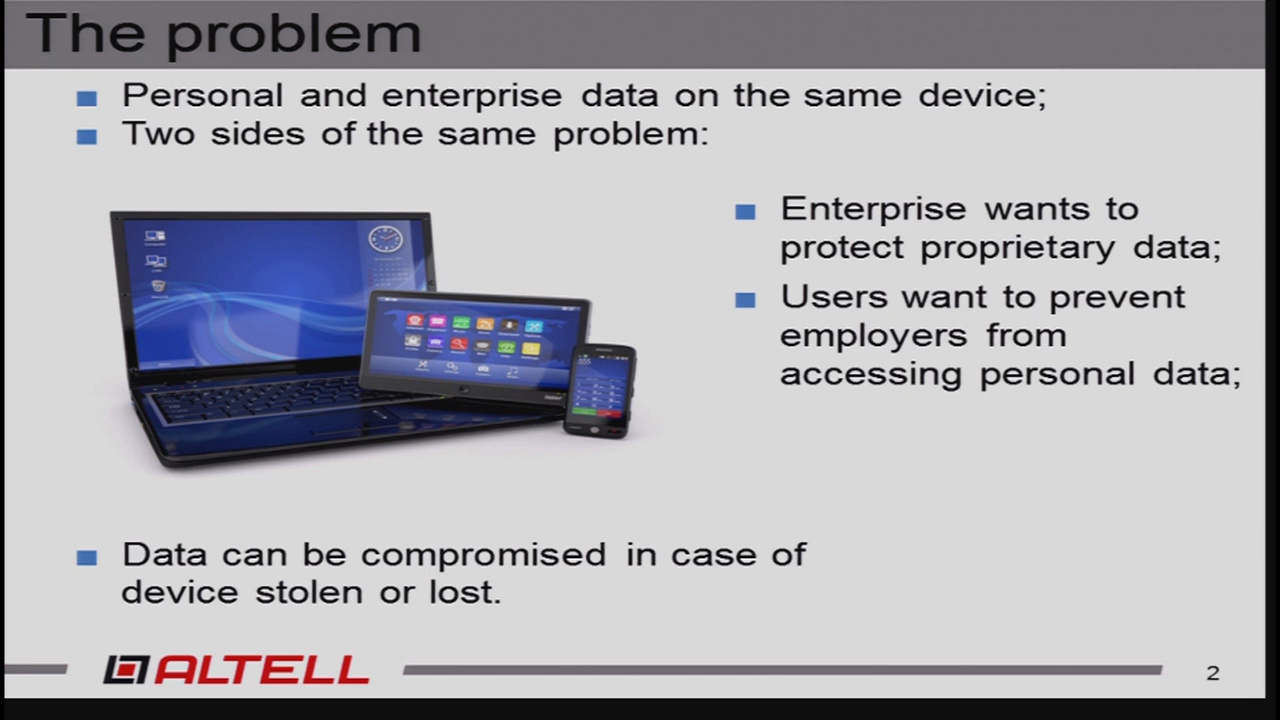 The problem
Personal and enterprise data on the same device;
Two sides of the same problem:
Enterprise wants to
protect proprietary data;
Users want to prevent
employers from
accessing personal data;
Data can be compromised in case of
device stolen or lost.
ALTELL
2